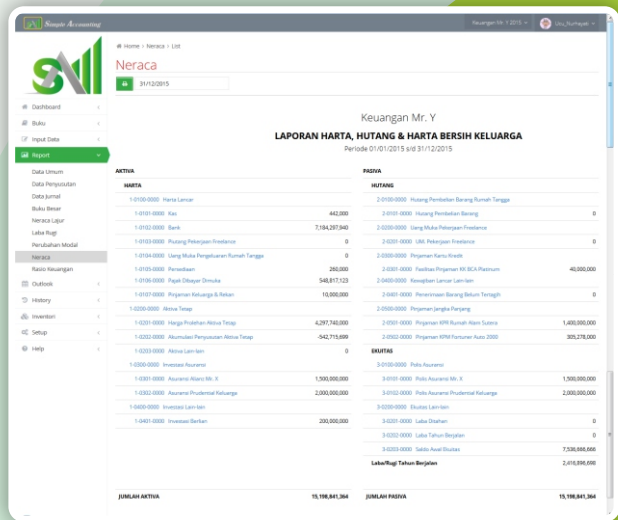 Simple Accounting
Keuangan Mr. Y 2015
Usu_Nurhayati
SAI
Home > Neraca > List
Neraca
31/12/2015
Dashboard
Buku
Input Data
Report
Data Umum
Data Penyusutan
Data Jurnal
Buku Besar
Neraca Lajur
Laba Rugi
Perubahan Modal
Neraca
Rasio Keuangan
Outlook
History
Inventori
Setup
Help
Keuangan Mr. Y
LAPORAN HARTA, HUTANG & HARTA BERSIH KELUARGA
Periode 01/01/2015 s/d 31/12/2015
AKTIVA
HARTA
1-0100-0000 Harta Lancar
1-0101-0000 Kas 442,000
1-0102-0000 Bank 7,184,297,940
1-0103-0000 Piutang Pekerjaan Freelance 0
1-0104-0000 Uang Muka Pengeluaran Rumah Tangga 0
1-0105-0000 Persediaan 260,000
1-0106-0000 Pajak Dibayar Dimuka 548,817,123
1-0107-0000 Pinjaman Keluarga & Rekan 10,000,000
1-0200-0000 Aktiva Tetap
1-0201-0000 Harga Prolehan Aktiva Tetap 4,297,740,000
1-0202-0000 Akumulasi Penyusutan Aktiva Tetap -542,715,699
1-0203-0000 Aktiva Lain-lain 0
1-0300-0000 Investasi Asuransi
1-0301-0000 Asuransi Alianz Mr. X 1,500,000,000
1-0302-0000 Asuransi Prudential Keluarga 2,000,000,000
1-0400-0000 Investasi Lain-lain
1-0401-0000 Investasi Berlian 200,000,000
JUMLAH AKTIVA 15,198,841,364
PASIVA
HUTANG
2-0100-0000 Hutang Pembelian Barang Rumah Tangga
2-0101-0000 Hutang Pembelian Barang 0
2-0200-0000 Uang Muka Pekerjaan Freelance
2-0201-0000 UM. Pekerjaan Freelance 0
2-0300-0000 Pinjaman Kartu Kredit
2-0301-0000 Fasilitas Pinjaman KK BCA Platinum 40,000,000
2-0400-0000 Kewajiban Lancar Lain-lain
2-0401-0000 Penerimaan Barang Belum Tertagih 0
2-0500-0000 Pinjaman Jangka Panjang
2-0501-0000 Pinjaman KPR Rumah Alam Sutera 1,400,000,000
2-0502-0000 Pinjaman KPM Fortuner Auto 2000 305,278,000
EKUITAS
3-0100-0000 Polis Asuransi
3-0101-0000 Polis Asuransi Mr. X 1,500,000,000
3-0102-0000 Polis Asuransi Prudential Keluarga 2,000,000,000
3-0200-0000 Ekuitas Lain-lain
3-0201-0000 Laba Ditahan 0
3-0202-0000 Laba Tahun Berjalan 0
3-0203-0000 Saldo Awal Ekuitas 7,536,666,666
Laba/Rugi Tahun Berjalan 2,416,896,698
JUMLAH PASIVA 15,198,841,364